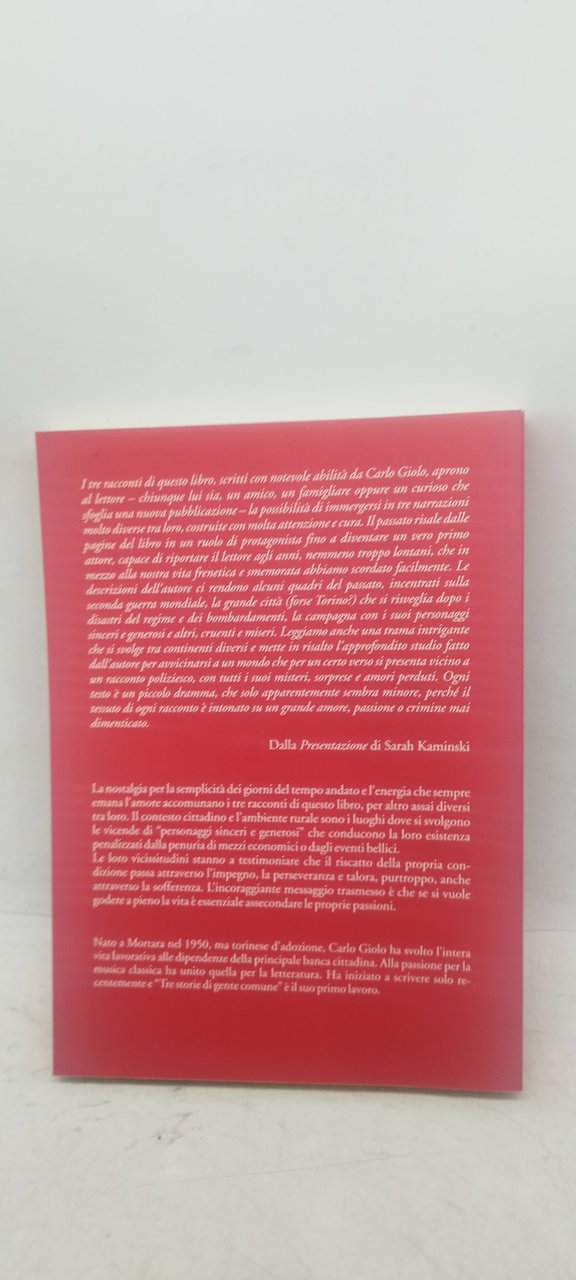 I tre racconti di questo libro, scritti con notevole abilità da Carlo Giolo, aprono
al lettore – chiunque lui sia, un amico, un famigliare oppure un curioso che
sfoglia una nuova pubblicazione – la possibilità di immergersi in tre narrazioni
molto diverse tra loro, costruite con molta attenzione e cura. Il passato risale dalle
pagine del libro in un ruolo di protagonista fino a diventare un vero primo
attore, capace di riportare il lettore agli anni, nemmeno troppo lontani, che in
mezzo alla nostra vita frenetica e smemorata abbiamo scordato facilmente. Le
descrizioni dell'autore ci rendono alcuni quadri del passato, incentrati sulla
seconda guerra mondiale, la grande città (forse Torino?) che si risveglia dopo i
disastri del regime e dei bombardamenti, la campagna con i suoi personaggi
sinceri e generosi e altri, cruenti e miseri. Leggiamo anche una trama intrigante
che si svolge tra continenti diversi e mette in risalto l'approfondito studio fatto
dall'autore per avvicinarsi a un mondo che per un certo verso si presenta vicino a
un racconto poliziesco, con tutti i suoi misteri, sorprese e amori perduti. Ogni
testo è un piccolo dramma, che solo apparentemente sembra minore, perché il
tessuto di ogni racconto è intonato su un grande amore, passione o crimine mai
dimenticato.
Dalla Presentazione di Sarah Kaminski
La nostalgia per la semplicità dei giorni del tempo andato e l'energia che sempre
emana l'amore accomunano i tre racconti di questo libro, per altro assai diversi
tra loro. Il contesto cittadino e l'ambiente rurale sono i luoghi dove si svolgono
le vicende di "personaggi sinceri e generosi" che conducono la loro esistenza
penalizzati dalla penuria di mezzi economici o dagli eventi bellici.
Le loro vicissitudini stanno a testimoniare che il riscatto della propria con-
dizione passa attraverso l'impegno, la perseveranza e talora, purtroppo, anche
attraverso la sofferenza. L'incoraggiante messaggio trasmesso è che se si vuole
godere a pieno la vita è essenziale assecondare le proprie passioni.
Nato a Mortara nel 1950, ma torinese d'adozione, Carlo Giolo ha svolto l'intera
vita lavorativa alle dipendenze della principale banca cittadina. Alla passione per la
musica classica ha unito quella per la letteratura. Ha iniziato a scrivere solo re-
centemente e "Tre storie di gente comune" è il suo primo lavoro.